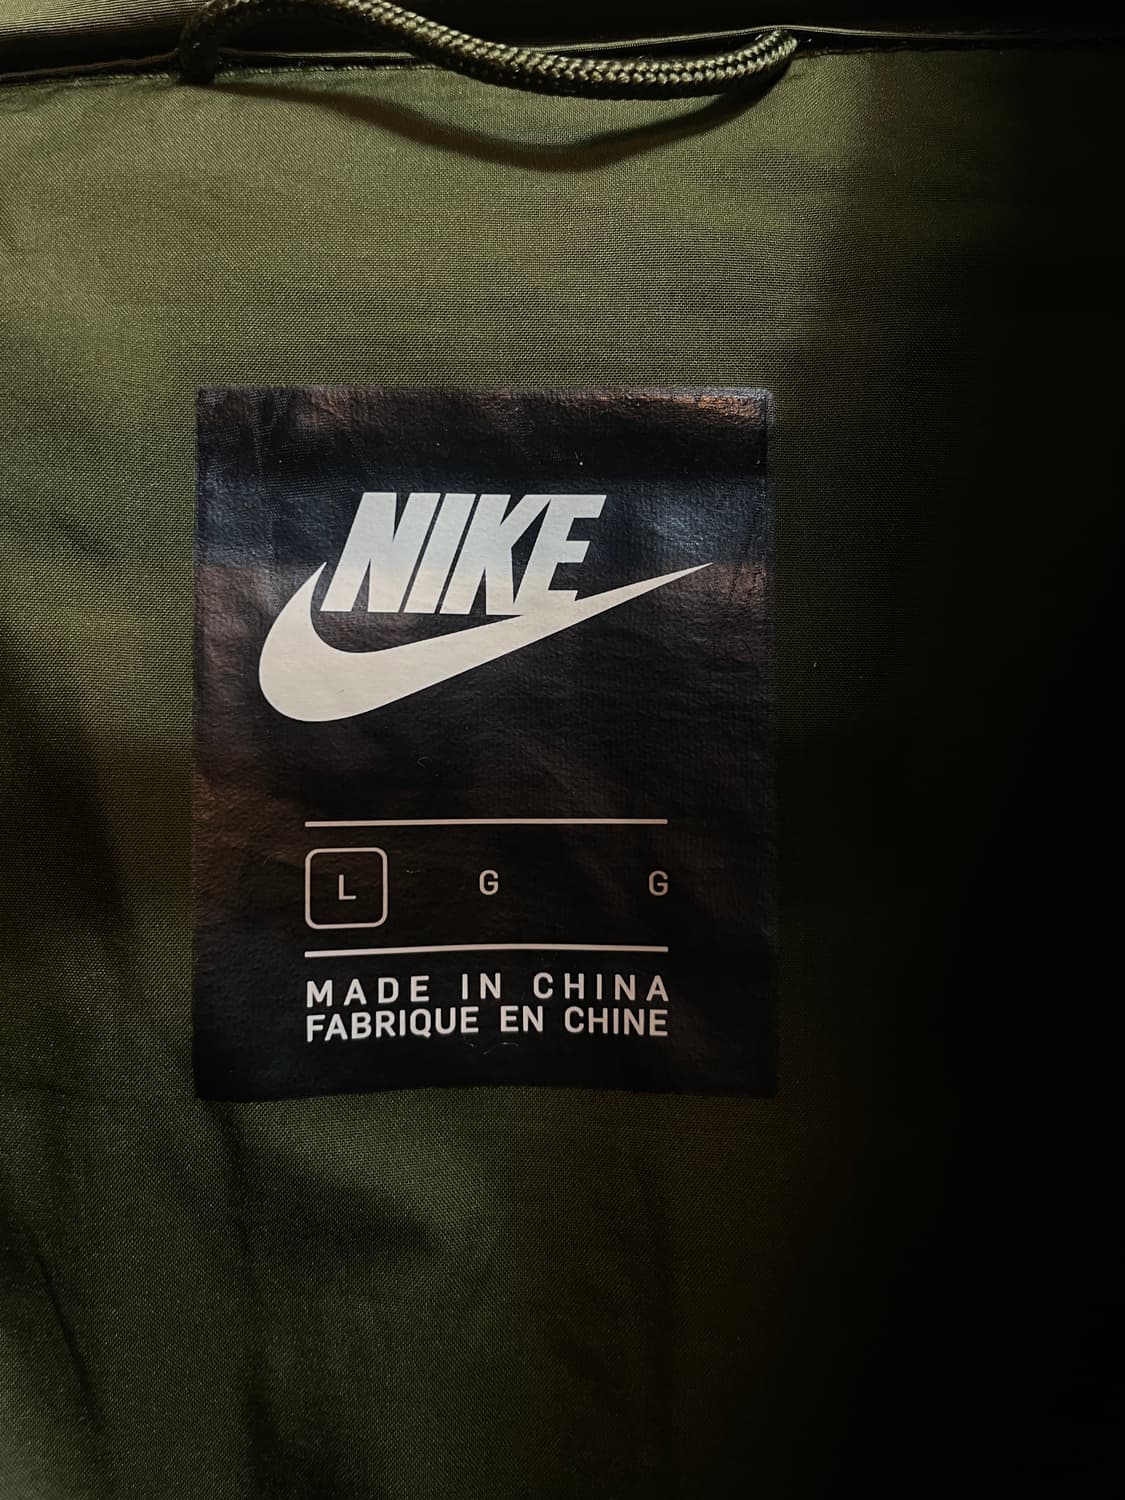 NIKE
L G G
MADE IN CHINA
FABRIQUE EN CHINE